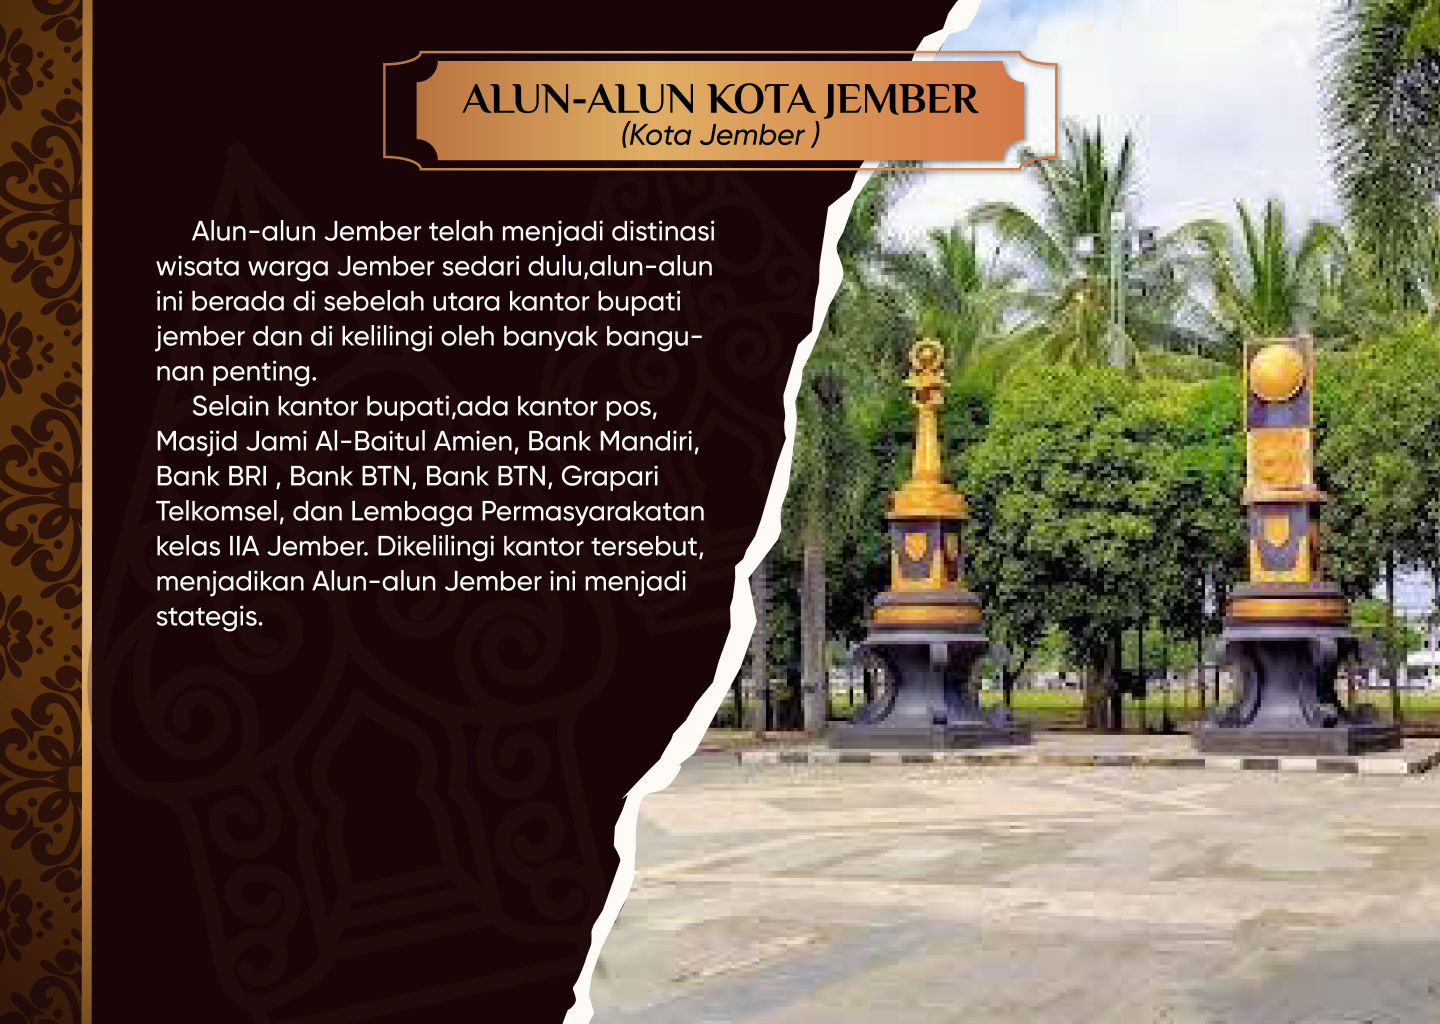 ALUN-ALUN KOTA JEMBER
(Kota Jember )
Alun-alun Jember telah menjadi distinasi
wisata warga Jember sedari dulu,alun-alun
ini berada di sebelah utara kantor bupati
jember dan di kelilingi oleh banyak bangu-
nan penting.
Selain kantor bupati,ada kantor pos,
Masjid Jami Al-Baitul Amien, Bank Mandiri,
Bank BRI , Bank BTN, Bank BTN, Grapari
Telkomsel, dan Lembaga Permasyarakatan
kelas IIA Jember. Dikelilingi kantor tersebut,
menjadikan Alun-alun Jember ini menjadi
stategis.